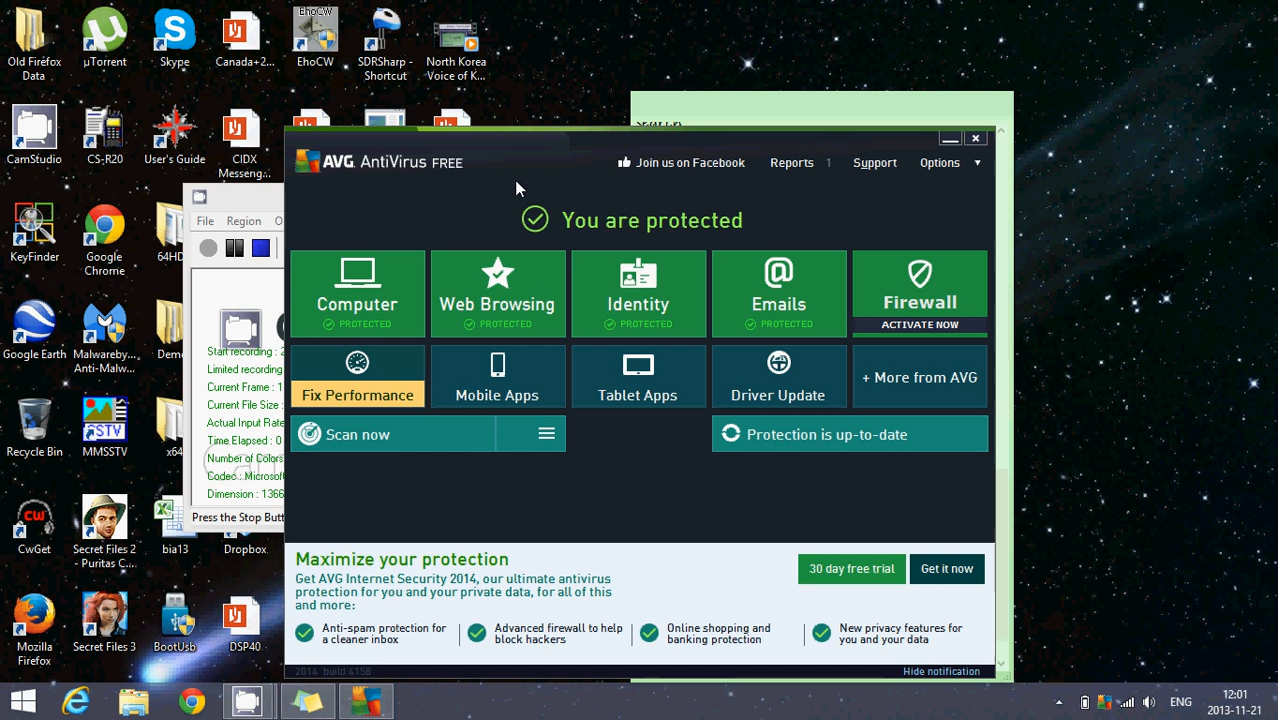 Old Firefox
Data
µTorrent
Skype
Canada+2...
EhoCW
EhoCW
SDRSharp -
Shortcut
North Korea
Voice of K...
CamStudio
CS-R20
User's Guide
CIDX
Messeng...
KeyFinder
Google
Chrome
64HD
Google Earth
Malwareby...
Anti-Malw...
Demo
Recycle Bin
SSTV
MMSSTV
x64
CW
CwGet
Secret Files 2
- Puritas C...
bia13
Dropbox
Mozilla
Firefox
Secret Files 3
BootUsb
DSP40
File Region O
Start recording : 2
Limited recording
Current Frame : 1
Current File Size :
Actual Input Rate
Time Elapsed : 0
Number of Colors
Codec : Microsoft
Dimension : 1366
Press the Stop Butt
AVG. AntiVirus FREE
Join us on Facebook
Reports 1
Support
Options
You are protected
Computer
PROTECTED
Web Browsing
PROTECTED
Identity
PROTECTED
Emails
PROTECTED
Firewall
ACTIVATE NOW
Fix Performance
Mobile Apps
Tablet Apps
Driver Update
+ More from AVG
Scan now
Protection is up-to-date
Maximize your protection
Get AVG Internet Security 2014, our ultimate antivirus
protection for you and your private data, for all of this
and more:
30 day free trial
Get it now
Anti-spam protection for
a cleaner inbox
Advanced firewall to help
block hackers
Online shopping and
banking protection
New privacy features for
you and your data
2014 build 4158
Hide notification
ENG
12:01
2013-11-21